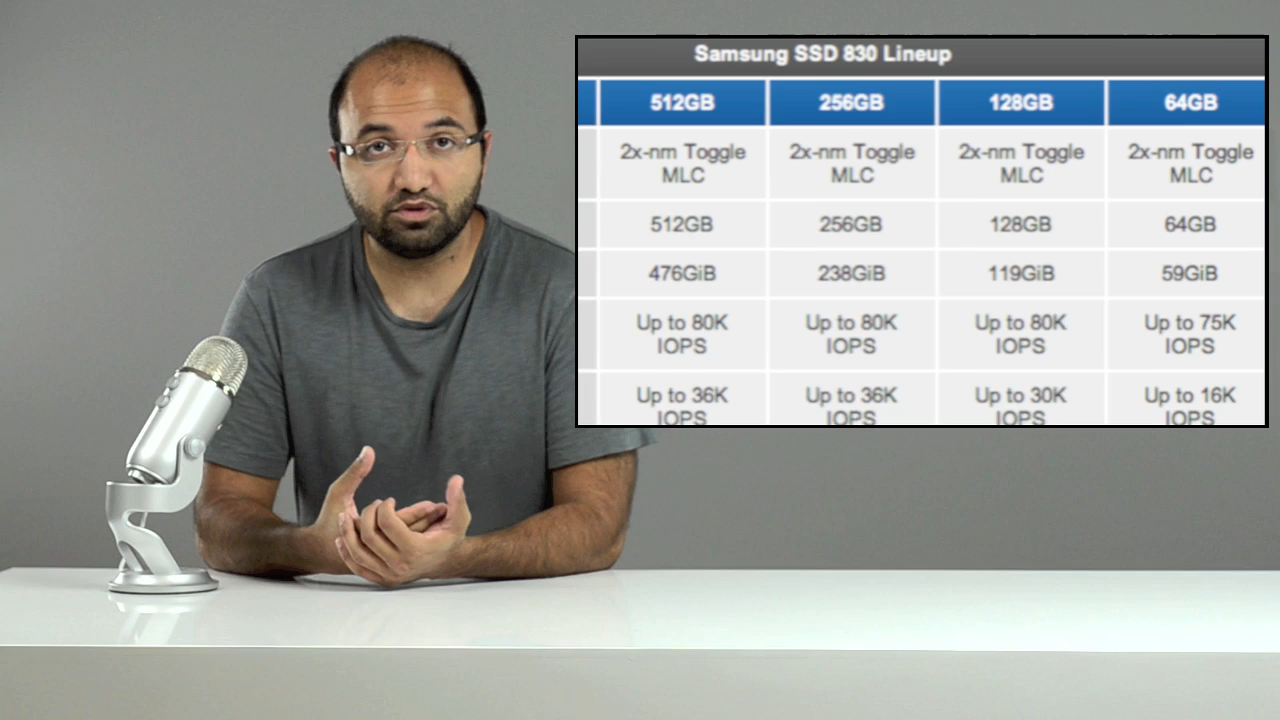 Samsung SSD 830 Lineup
512GB 256GB 128GB 64GB
2x-nm Toggle 2x-nm Toggle 2x-nm Toggle 2x-nm Toggle
MLC MLC MLC MLC
512GB 256GB 128GB 64GB
476GiB 238GiB 119GiB 59GiB
Up to 80K Up to 80K Up to 80K Up to 75K
IOPS IOPS IOPS IOPS
Up to 36K Up to 36K Up to 30K Up to 16K
IOPS IOPS IOPS IOPS